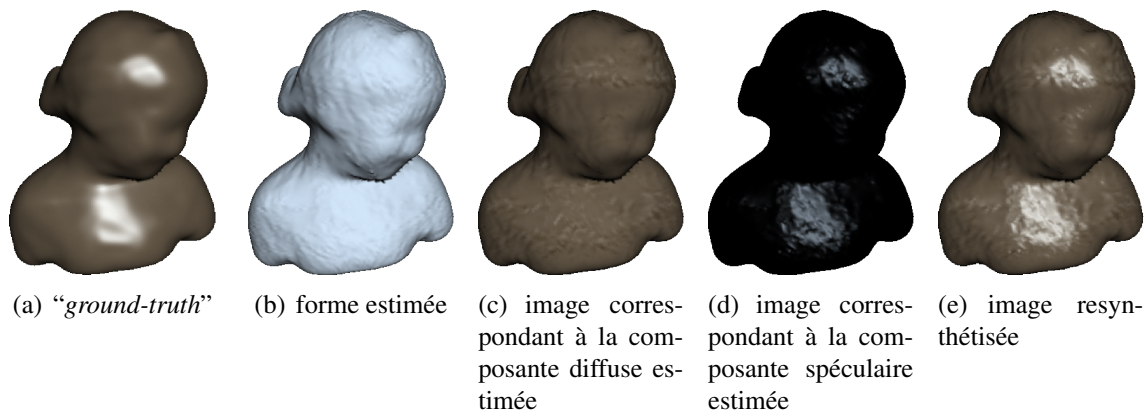 (a) “ground-truth”
(b) forme estimée
(c) image corres-
pondant à la com-
posante diffuse es-
timée
(d) image corres-
pondant à la com-
posante spéculaire
estimée
(e) image resyn-
thétisée